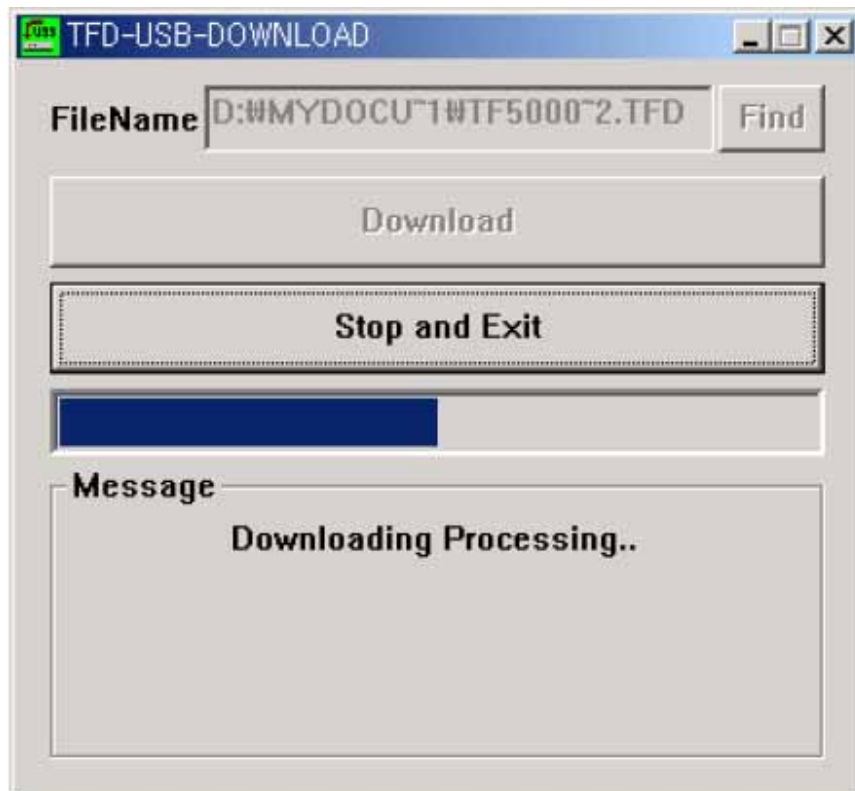 TFD-USB-DOWNLOAD
FileName D:₩MYDOCU~1₩TF5000~2.TFD Find
Download
Stop and Exit
Message
Downloading Processing..